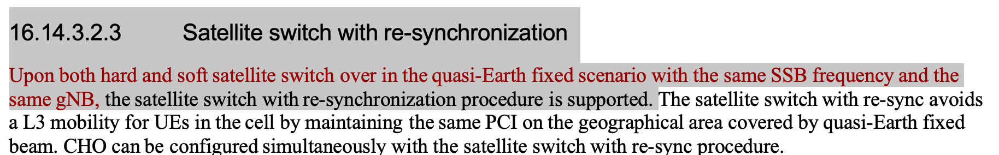 16.14.3.2.3 Satellite switch with re-synchronization
Upon both hard and soft satellite switch over in the quasi-Earth fixed scenario with the same SSB frequency and the
same gNB, the satellite switch with re-synchronization procedure is supported. The satellite switch with re-sync avoids
a L3 mobility for UEs in the cell by maintaining the same PCI on the geographical area covered by quasi-Earth fixed
beam. CHO can be configured simultaneously with the satellite switch with re-sync procedure.